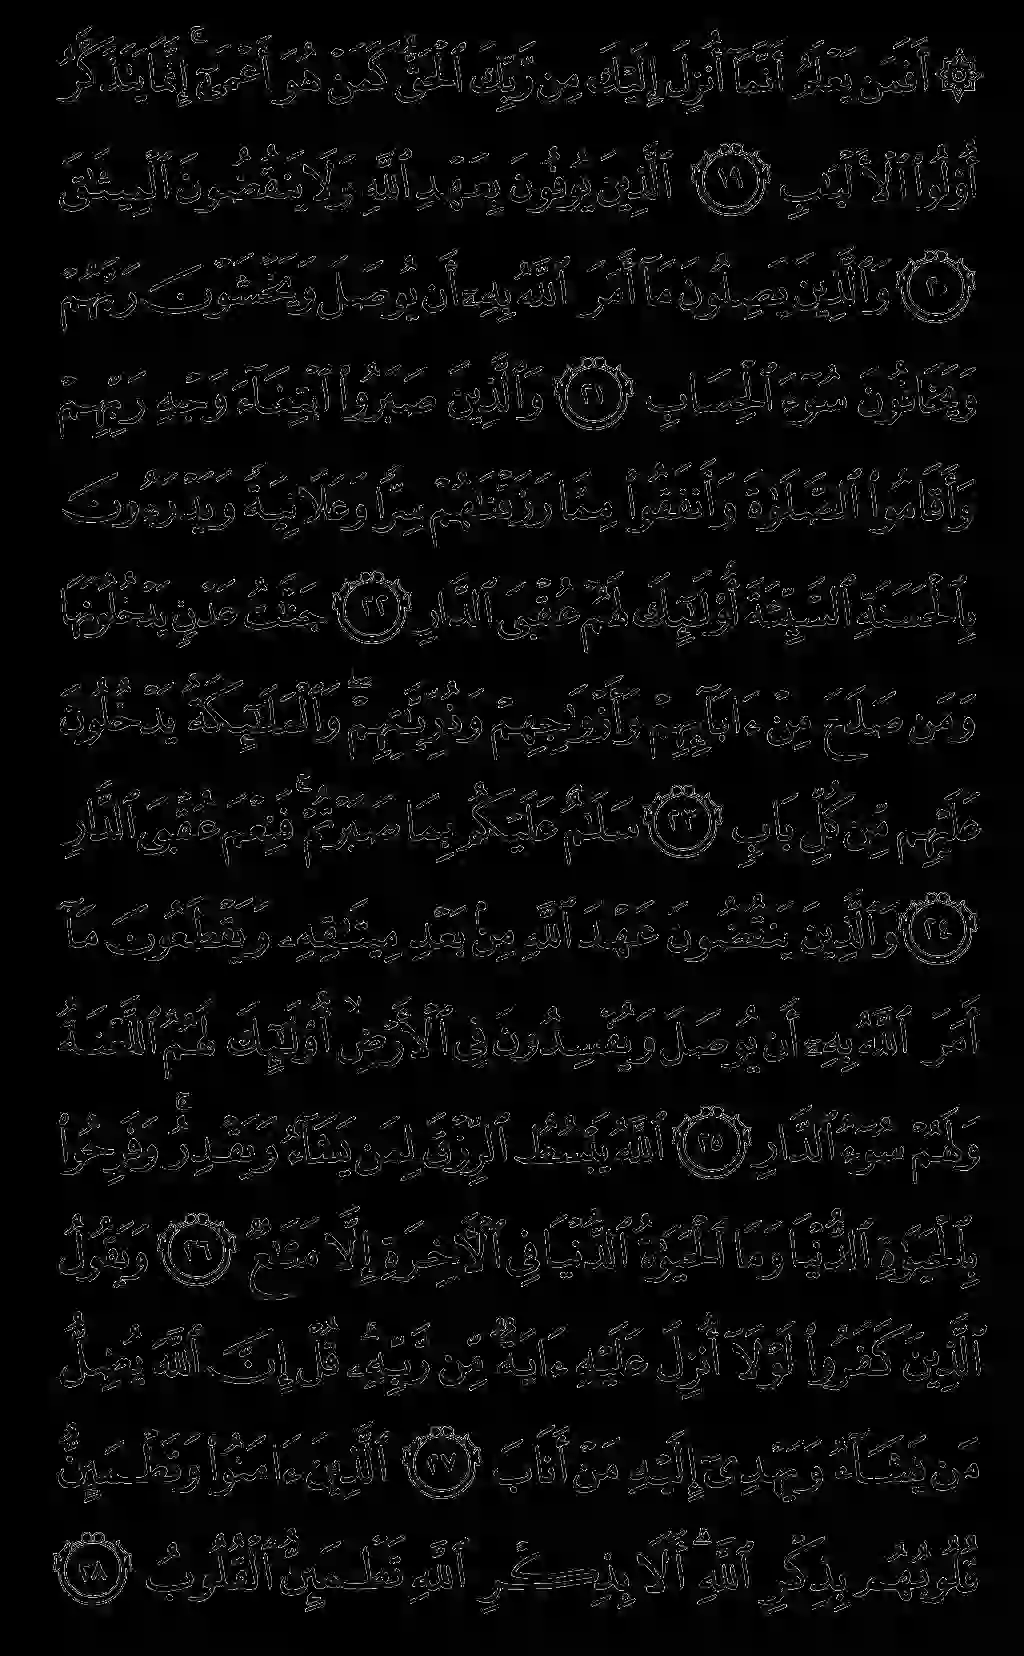 ۞ أَفَمَن يَعْلَمُ أَنَّمَآ أُنزِلَ إِلَيْكَ مِن رَّبِّكَ ٱلْحَقُّ كَمَنْ هُوَ أَعْمَىٰٓ ۚ إِنَّمَا يَتَذَكَّرُ
أُو۟لُوا۟ ٱلْأَلْبَـٰبِ ١٩ ٱلَّذِينَ يُوفُونَ بِعَهْدِ ٱللَّهِ وَلَا يَنقُضُونَ ٱلْمِيثَـٰقَ
٢٠ وَٱلَّذِينَ يَصِلُونَ مَآ أَمَرَ ٱللَّهُ بِهِۦٓ أَن يُوصَلَ وَيَخْشَوْنَ رَبَّهُمْ
وَيَخَافُونَ سُوٓءَ ٱلْحِسَابِ ٢١ وَٱلَّذِينَ صَبَرُوا۟ ٱبْتِغَآءَ وَجْهِ رَبِّهِمْ
وَأَقَامُوا۟ ٱلصَّلَوٰةَ وَأَنفَقُوا۟ مِمَّا رَزَقْنَـٰهُمْ سِرًّا وَعَلَانِيَةً وَيَدْرَءُونَ
بِٱلْحَسَنَةِ ٱلسَّيِّئَةَ أُو۟لَـٰٓئِكَ لَهُمْ عُقْبَى ٱلدَّارِ ٢٢ جَنَّـٰتُ عَدْنٍ يَدْخُلُونَهَا
وَمَن صَلَحَ مِنْ ءَابَآئِهِمْ وَأَزْوَٰجِهِمْ وَذُرِّيَّـٰتِهِمْ ۖ وَٱلْمَلَـٰٓئِكَةُ يَدْخُلُونَ
عَلَيْهِم مِّن كُلِّ بَابٍ ٢٣ سَلَـٰمٌ عَلَيْكُم بِمَا صَبَرْتُمْ ۚ فَنِعْمَ عُقْبَى ٱلدَّارِ
٢٤ وَٱلَّذِينَ يَنقُضُونَ عَهْدَ ٱللَّهِ مِنۢ بَعْدِ مِيثَـٰقِهِۦ وَيَقْطَعُونَ مَآ
أَمَرَ ٱللَّهُ بِهِۦٓ أَن يُوصَلَ وَيُفْسِدُونَ فِى ٱلْأَرْضِ ۙ أُو۟لَـٰٓئِكَ لَهُمُ ٱللَّعْنَةُ
وَلَهُمْ سُوٓءُ ٱلدَّارِ ٢٥ ٱللَّهُ يَبْسُطُ ٱلرِّزْقَ لِمَن يَشَآءُ وَيَقْدِرُ ۚ وَفَرِحُوا۟
بِٱلْحَيَوٰةِ ٱلدُّنْيَا وَمَا ٱلْحَيَوٰةُ ٱلدُّنْيَا فِى ٱلْـَٔاخِرَةِ إِلَّا مَتَـٰعٌ ٢٦ وَيَقُولُ
ٱلَّذِينَ كَفَرُوا۟ لَوْلَآ أُنزِلَ عَلَيْهِ ءَايَةٌ مِّن رَّبِّهِۦ ۗ قُلْ إِنَّ ٱللَّهَ يُضِلُّ
مَن يَشَآءُ وَيَهْدِىٓ إِلَيْهِ مَنْ أَنَابَ ٢٧ ٱلَّذِينَ ءَامَنُوا۟ وَتَطْمَئِنُّ
قُلُوبُهُم بِذِكْرِ ٱللَّهِ ۗ أَلَا بِذِكْرِ ٱللَّهِ تَطْمَئِنُّ ٱلْقُلُوبُ ٢٨